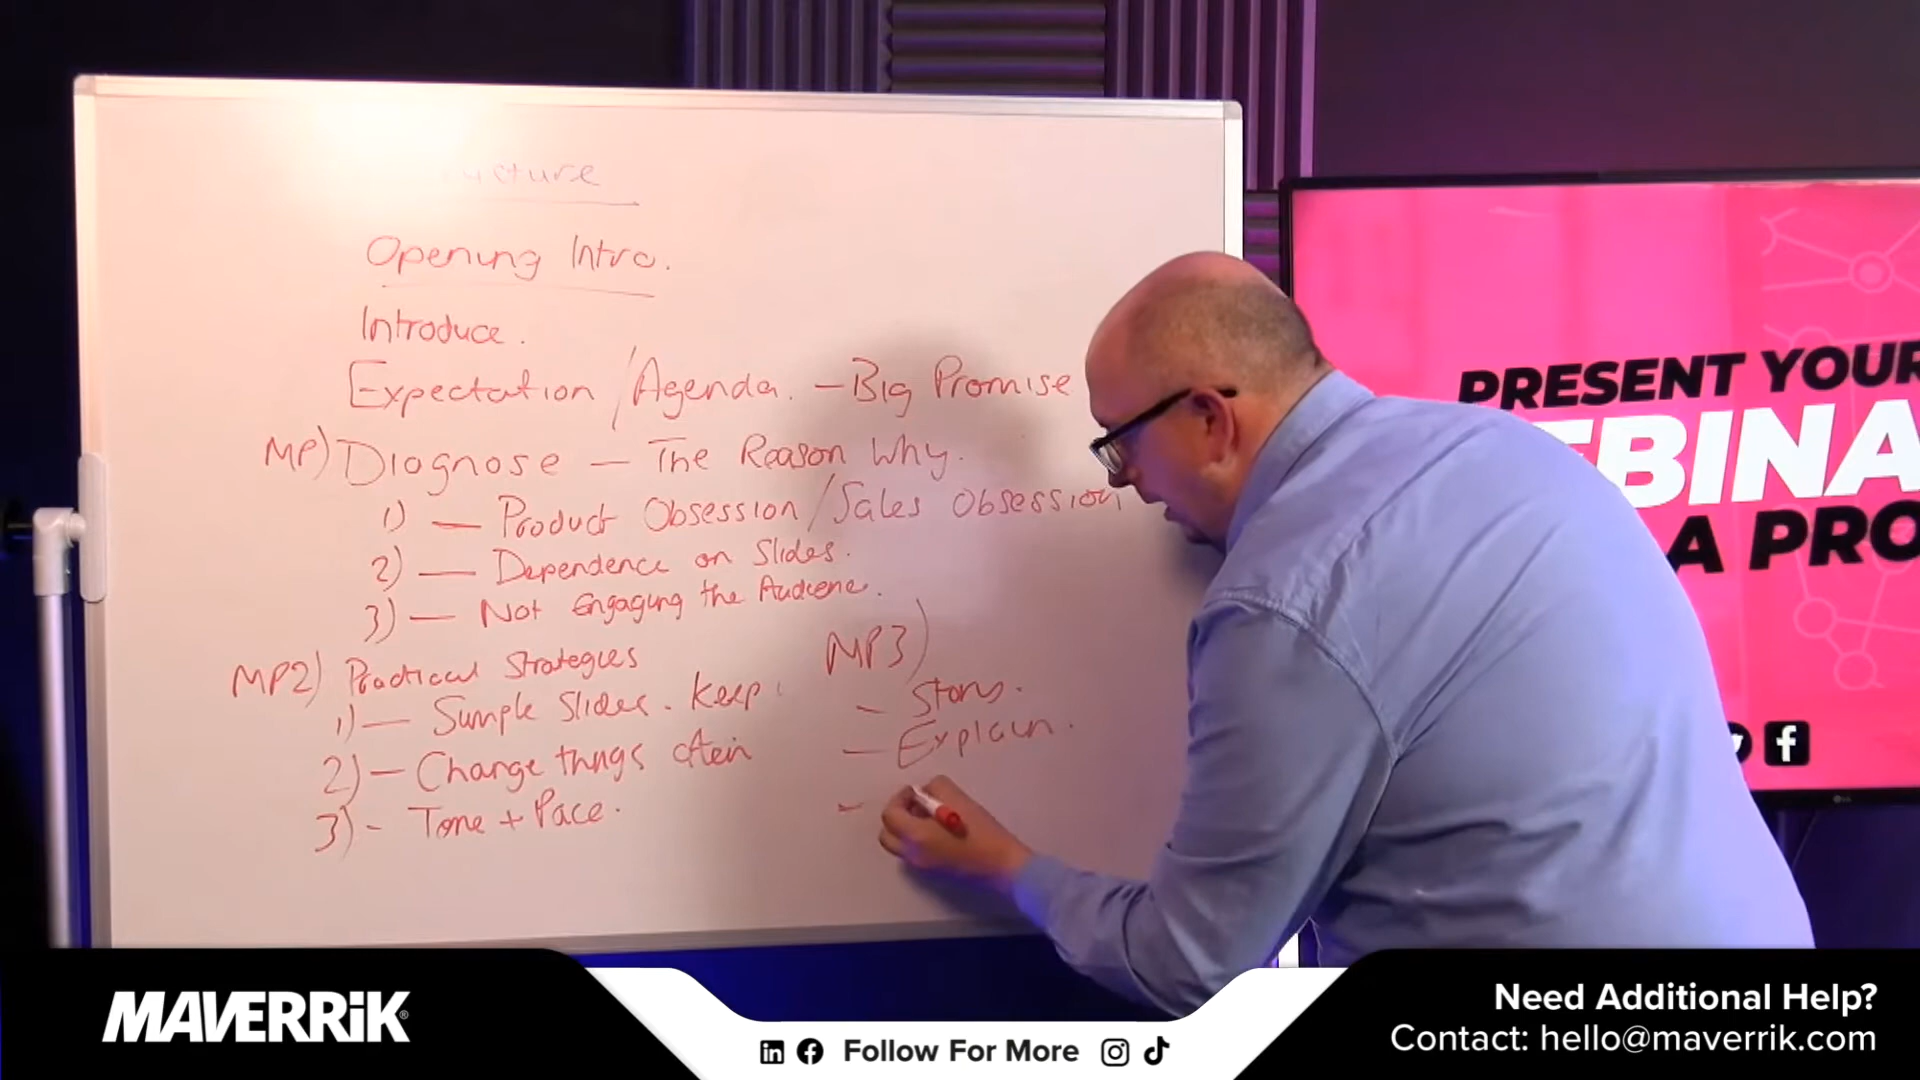 ucture
Opening Intro.
Introduce.
Expectation / Agenda. - Big Promise
MP) Diagnose - The Reason Why.
1) - Product Obsession / Sales Obsession
2) - Dependence on Slides.
3) - Not Engaging the Audience.
MP2) Practical Strategies
1) - Simple Slides. Keep
2) - Change things often
3) - Tone + Pace.
MP3)
- Story.
- Explain.
-
PRESENT YOUR
EBINA
A PRO
f
MAVERRiK®
in f Follow For More
Need Additional Help?
Contact: hello@maverrik.com